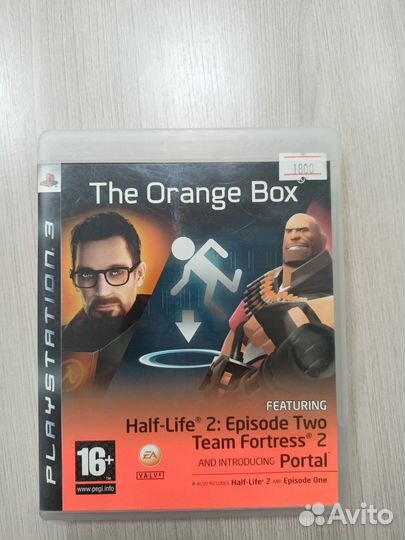 1800
The Orange Box
PLAYSTATION 3
FEATURING
Half-Life® 2: Episode Two
Team Fortress® 2
AND INTRODUCING Portal™
▸ ALSO INCLUDES Half-Life® 2 AND Episode One
16+
www.pegi.info
EA
VALVE
Avito